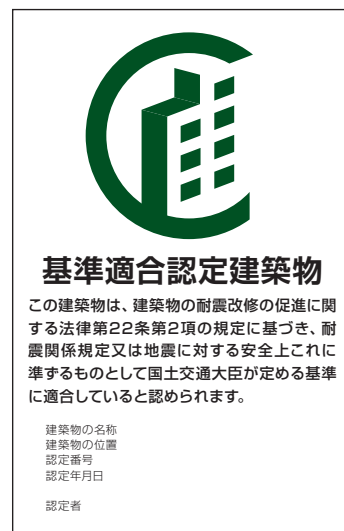 基準適合認定建築物
この建築物は、建築物の耐震改修の促進に関
する法律第22条第2項の規定に基づき、耐
震関係規定又は地震に対する安全上これに
準ずるものとして国土交通大臣が定める基準
に適合していると認められます。
建築物の名称
建築物の位置
認定番号
認定年月日
認定者